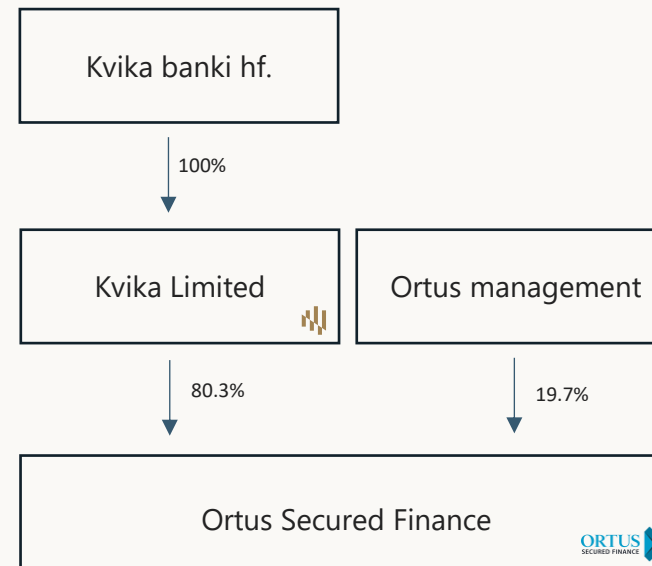 Kvika banki hf.
100%
Kvika Limited
Ortus management
80.3%
19.7%
Ortus Secured Finance
ORTUS
SECURED FINANCE